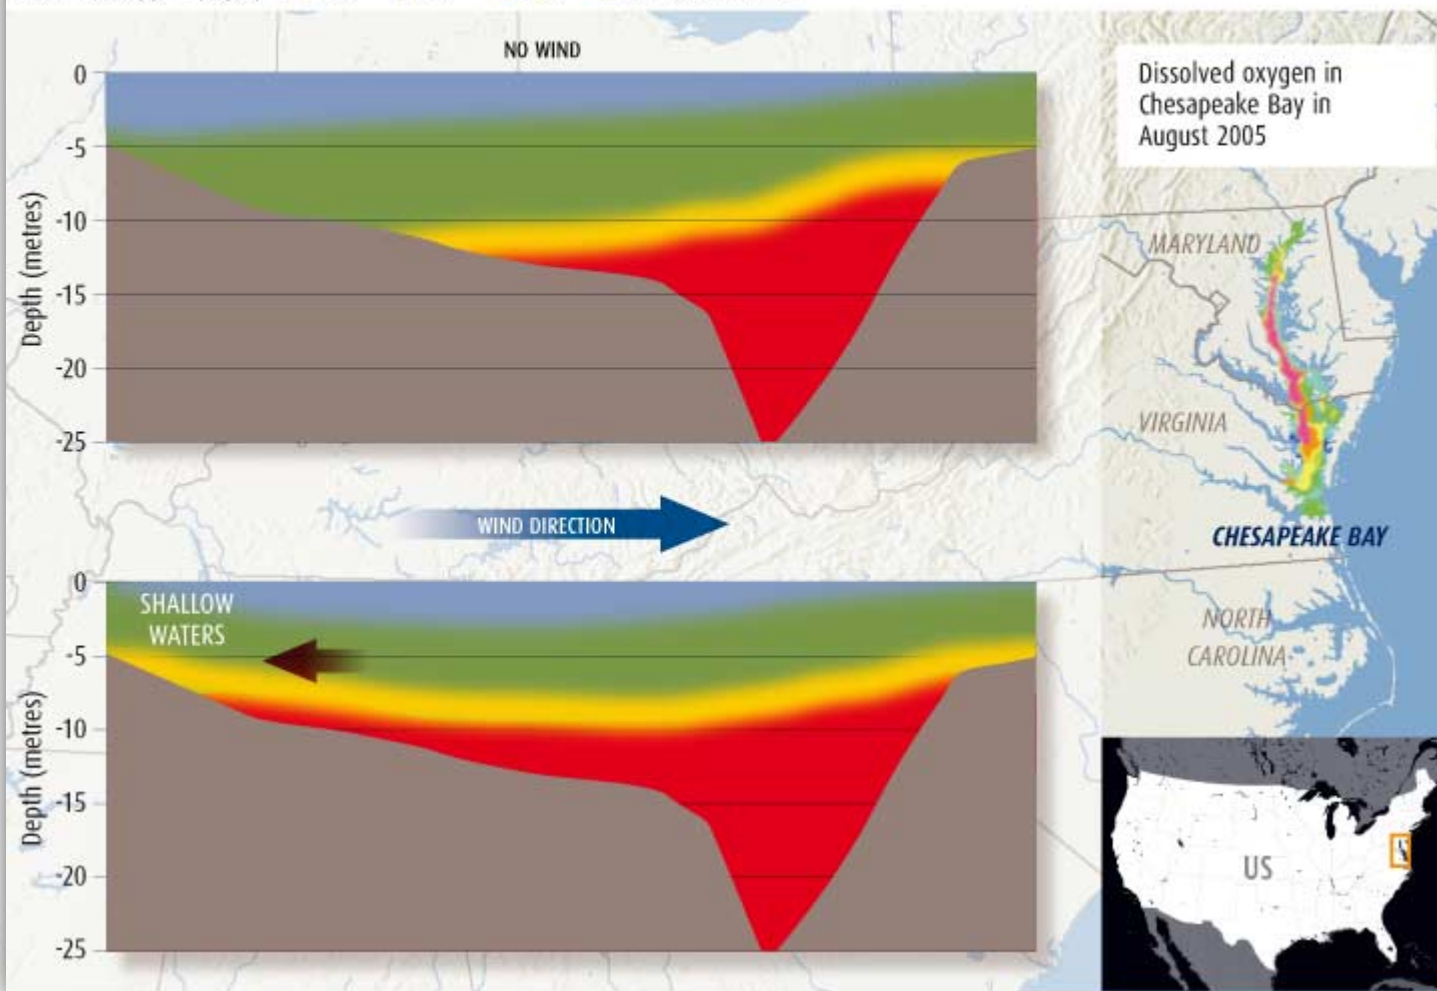 NO WIND
0
-5
-10
-15
-20
-25
Depth (metres)
WIND DIRECTION
0
SHALLOW
WATERS
-5
-10
-15
-20
-25
Depth (metres)
Dissolved oxygen in
Chesapeake Bay in
August 2005
MARYLAND
VIRGINIA
CHESAPEAKE BAY
NORTH
CAROLINA
US